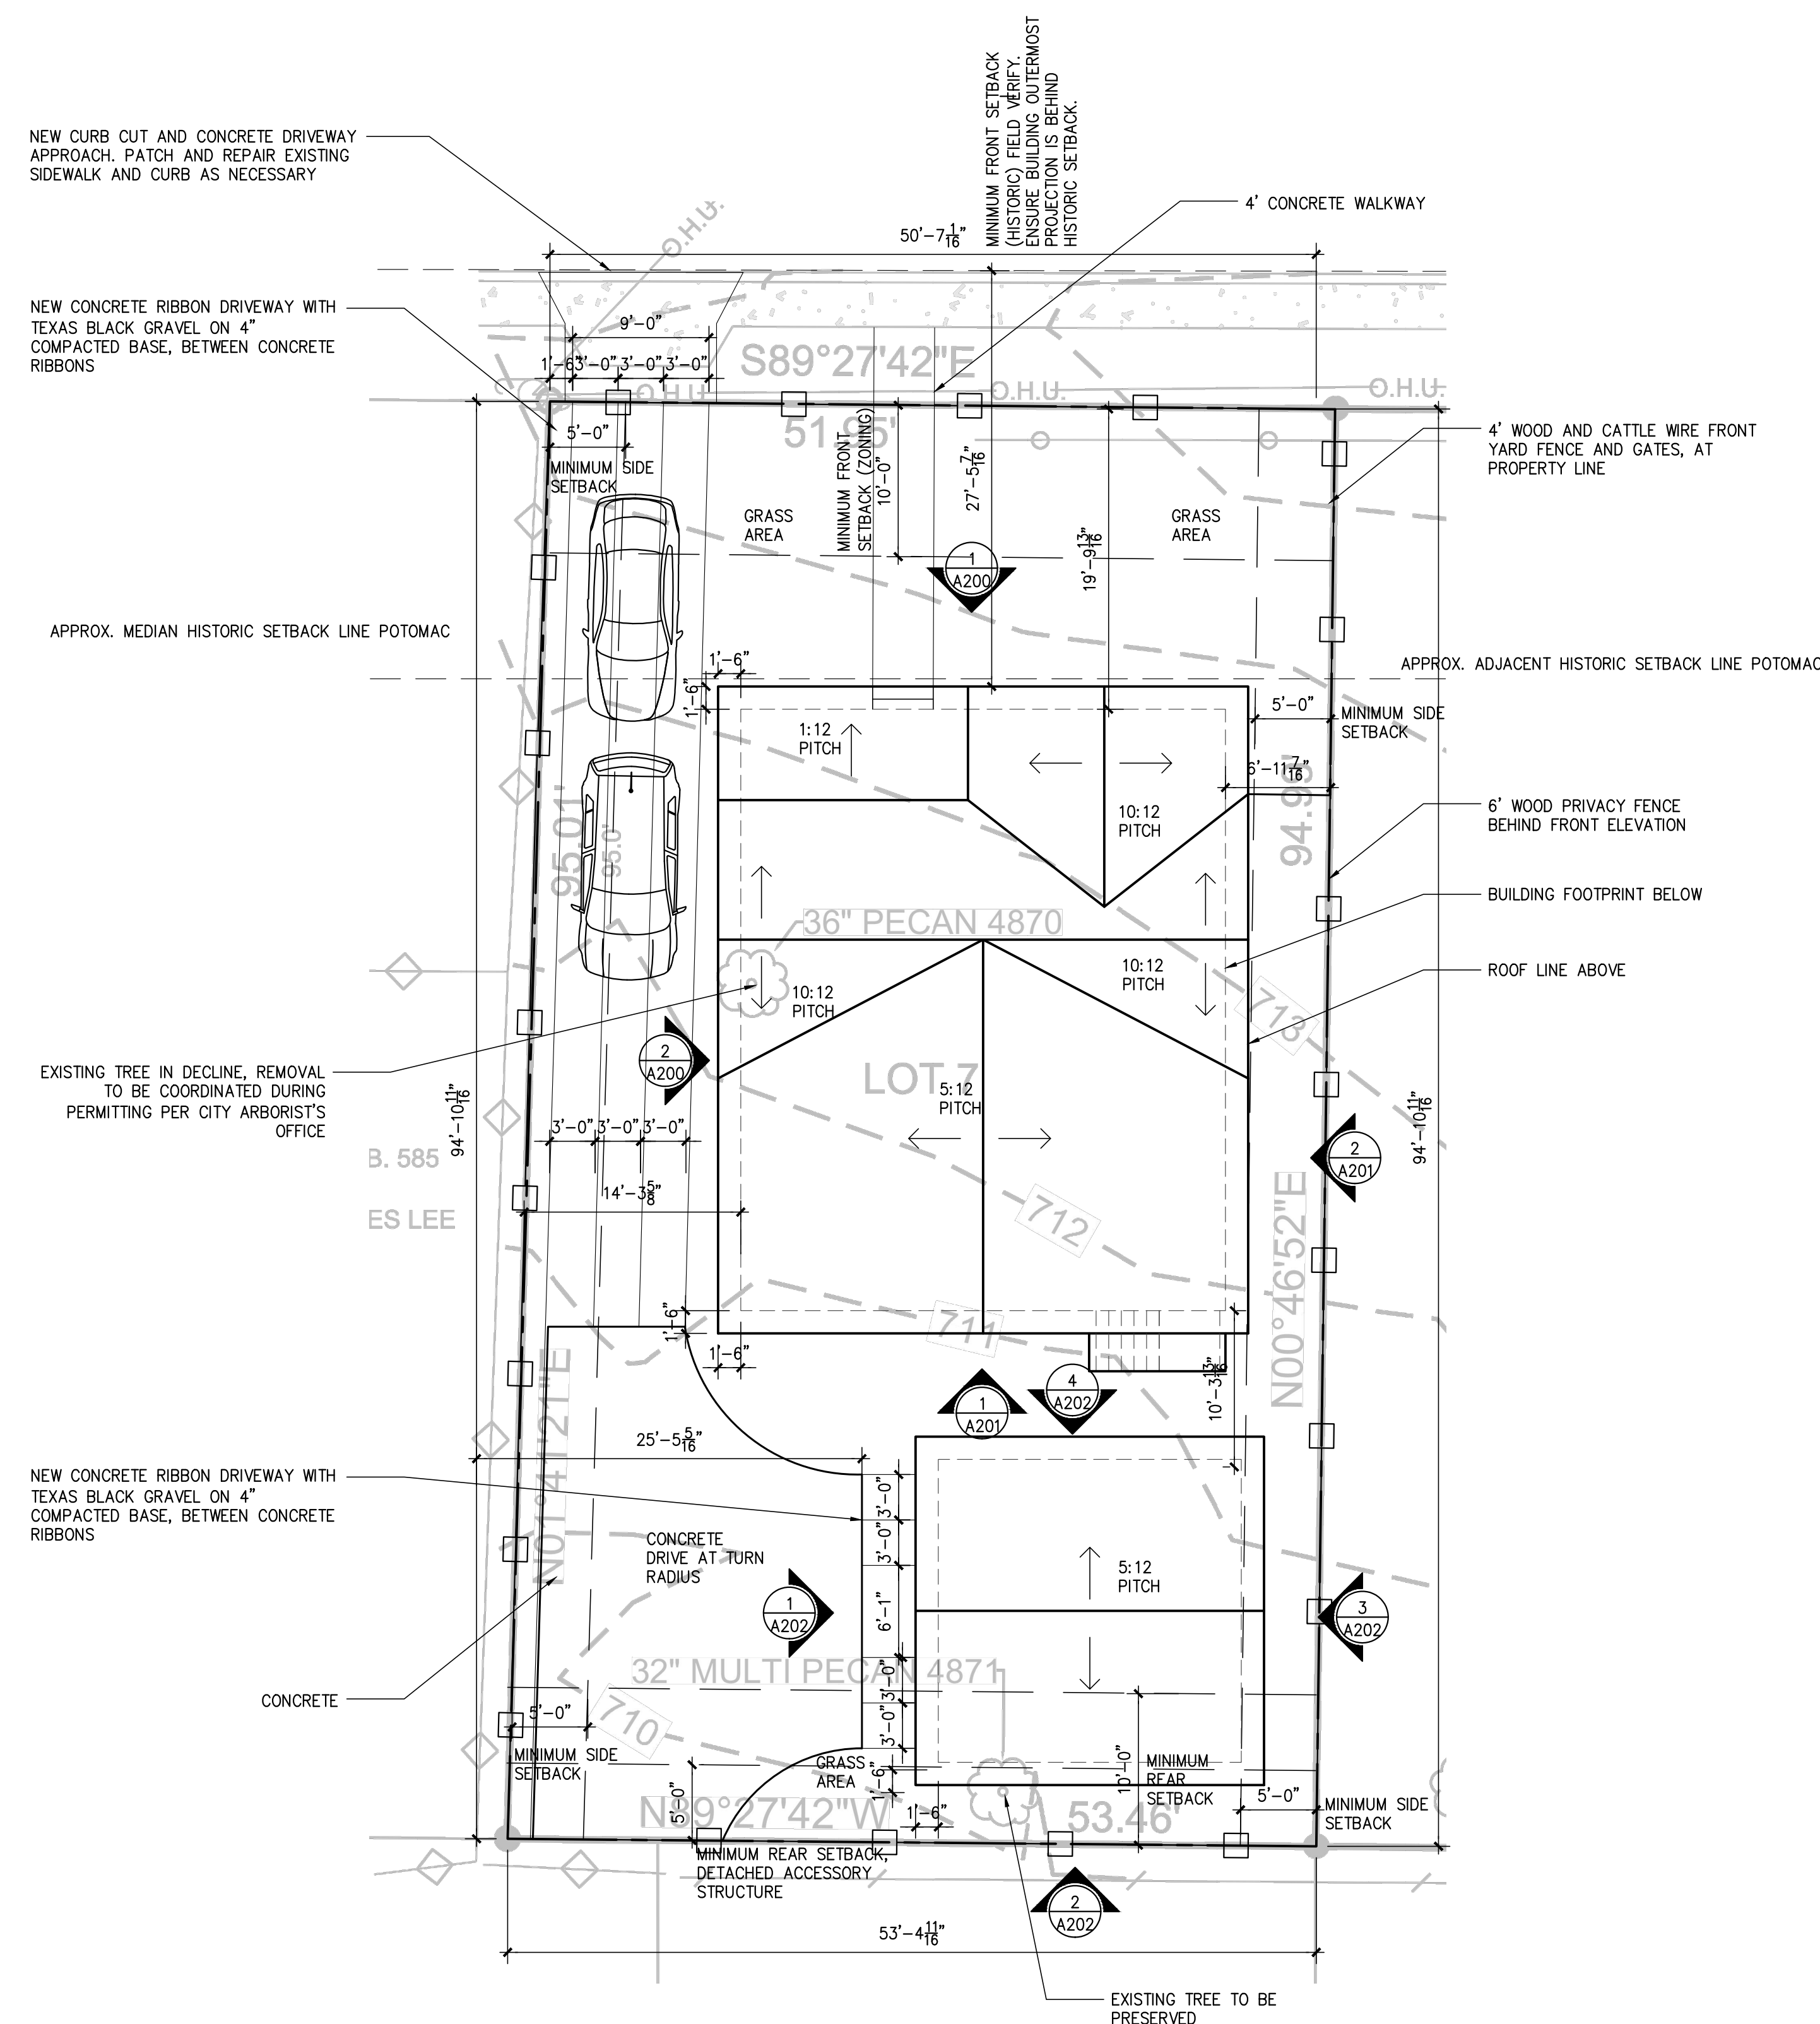 MINIMUM FRONT SETBACK
(HISTORIC) FIELD VERIFY.
ENSURE BUILDING OUTERMOST
PROJECTION IS BEHIND
HISTORIC SETBACK.
NEW CURB CUT AND CONCRETE DRIVEWAY
APPROACH. PATCH AND REPAIR EXISTING
SIDEWALK AND CURB AS NECESSARY
4' CONCRETE WALKWAY
O.H.U.
50'-7 1/16"
NEW CONCRETE RIBBON DRIVEWAY WITH
TEXAS BLACK GRAVEL ON 4"
COMPACTED BASE, BETWEEN CONCRETE
RIBBONS
9'-0"
1'-6"
3'-0"
3'-0"
3'-0"
S89°27'42"E
O.H.U.
O.H.U.
O.H.U.
51.95'
5'-0"
MINIMUM SIDE
SETBACK
MINIMUM FRONT
SETBACK (ZONING)
10'-0"
27'-5 7/16"
19'-9 13/16"
4' WOOD AND CATTLE WIRE FRONT
YARD FENCE AND GATES, AT
PROPERTY LINE
GRASS
AREA
GRASS
AREA
1
A200
APPROX. MEDIAN HISTORIC SETBACK LINE POTOMAC
APPROX. ADJACENT HISTORIC SETBACK LINE POTOMAC
1'-6"
1'-6"
5'-0"
MINIMUM SIDE
SETBACK
1:12
PITCH
6'-11 7/16"
10:12
PITCH
95.01'
95.0'
94.99'
6' WOOD PRIVACY FENCE
BEHIND FRONT ELEVATION
BUILDING FOOTPRINT BELOW
36" PECAN 4870
10:12
PITCH
10:12
PITCH
ROOF LINE ABOVE
713
2
A200
EXISTING TREE IN DECLINE, REMOVAL
TO BE COORDINATED DURING
PERMITTING PER CITY ARBORIST'S
OFFICE
LOT 7
5:12
PITCH
94'-10 11/16"
94'-10 11/16"
3'-0"
3'-0"
3'-0"
B. 585
2
A201
14'-3 5/8"
ES LEE
712
N00°46'52"E
711
1'-6"
1'-6"
N01°41'21"E
10'-3 13/16"
4
A202
1
A201
25'-5 5/16"
NEW CONCRETE RIBBON DRIVEWAY WITH
TEXAS BLACK GRAVEL ON 4"
COMPACTED BASE, BETWEEN CONCRETE
RIBBONS
3'-0"
3'-0"
6'-1"
3'-0"
3'-0"
CONCRETE
DRIVE AT TURN
RADIUS
5:12
PITCH
1
A202
3
A202
32" MULTI PECAN 4871
CONCRETE
710
5'-0"
MINIMUM SIDE
SETBACK
5'-0"
GRASS
AREA
1'-6"
1'-6"
10'-0"
MINIMUM
REAR
SETBACK
5'-0"
MINIMUM SIDE
SETBACK
N89°27'42"W
53.46'
MINIMUM REAR SETBACK,
DETACHED ACCESSORY
STRUCTURE
2
A202
53'-4 11/16"
EXISTING TREE TO BE
PRESERVED